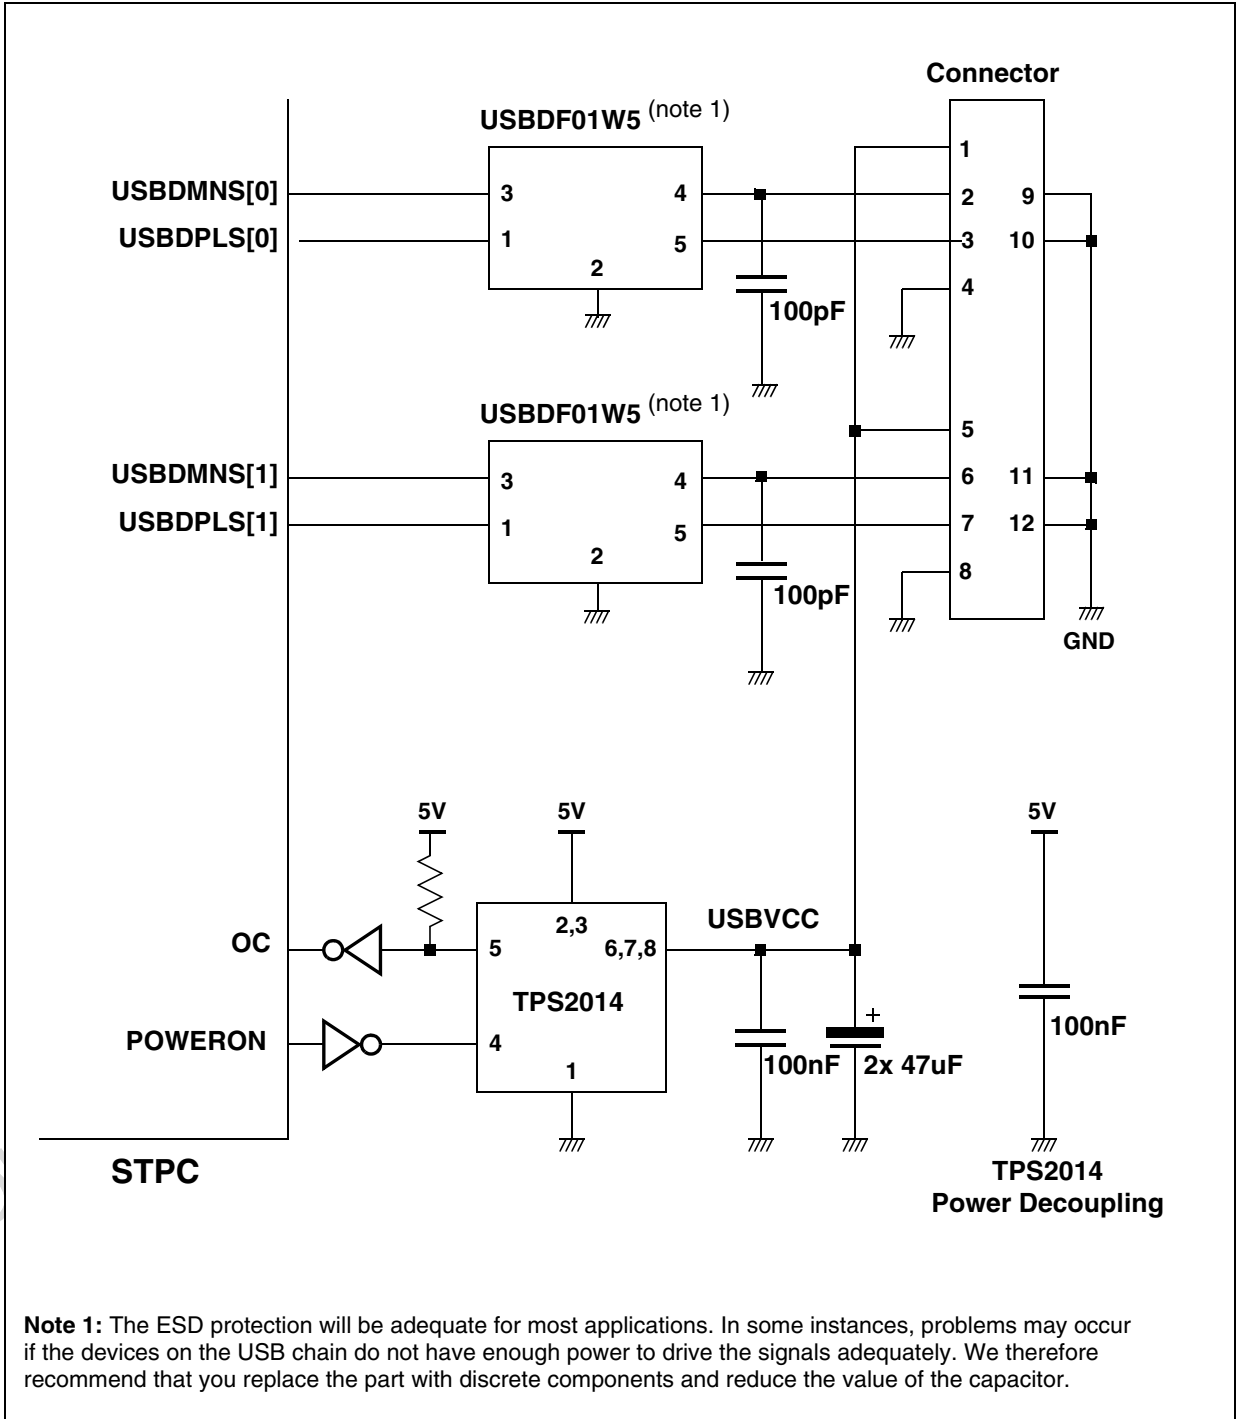 Connector
USBDF01W5 (note 1)
1
USBDMNS[0]
3
4
2
9
USBDPLS[0]
1
5
3
10
2
4
100pF
USBDF01W5 (note 1)
5
USBDMNS[1]
3
4
6
11
USBDPLS[1]
1
5
7
12
2
8
100pF
GND
5V
5V
5V
2,3
USBVCC
OC
5
6,7,8
TPS2014
+
100nF
POWERON
4
1
100nF
2x 47uF
STPC
TPS2014
Power Decoupling
Note 1: The ESD protection will be adequate for most applications. In some instances, problems may occur
if the devices on the USB chain do not have enough power to drive the signals adequately. We therefore
recommend that you replace the part with discrete components and reduce the value of the capacitor.